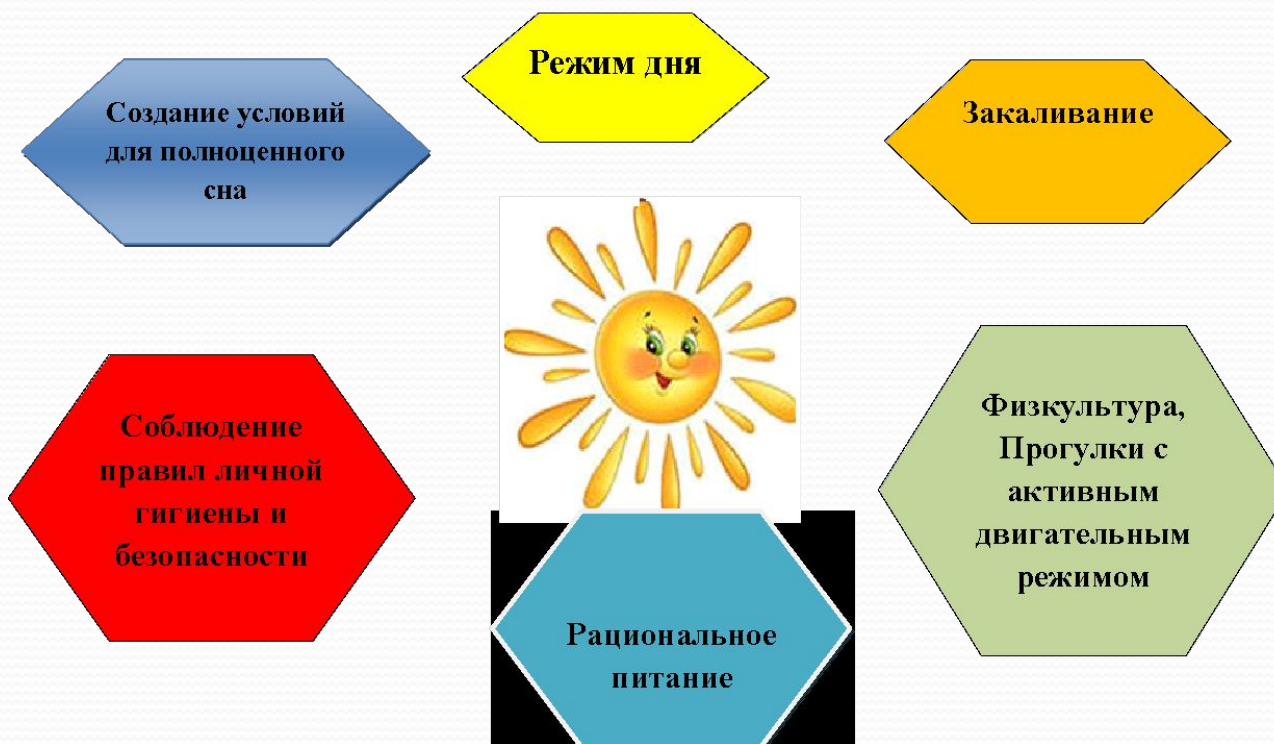 Режим дня
Создание условий
для полноценного
сна
Закаливание
Соблюдение
правил личной
гигиены и
безопасности
Физкультура,
Прогулки с
активным
двигательным
режимом
Рациональное
питание